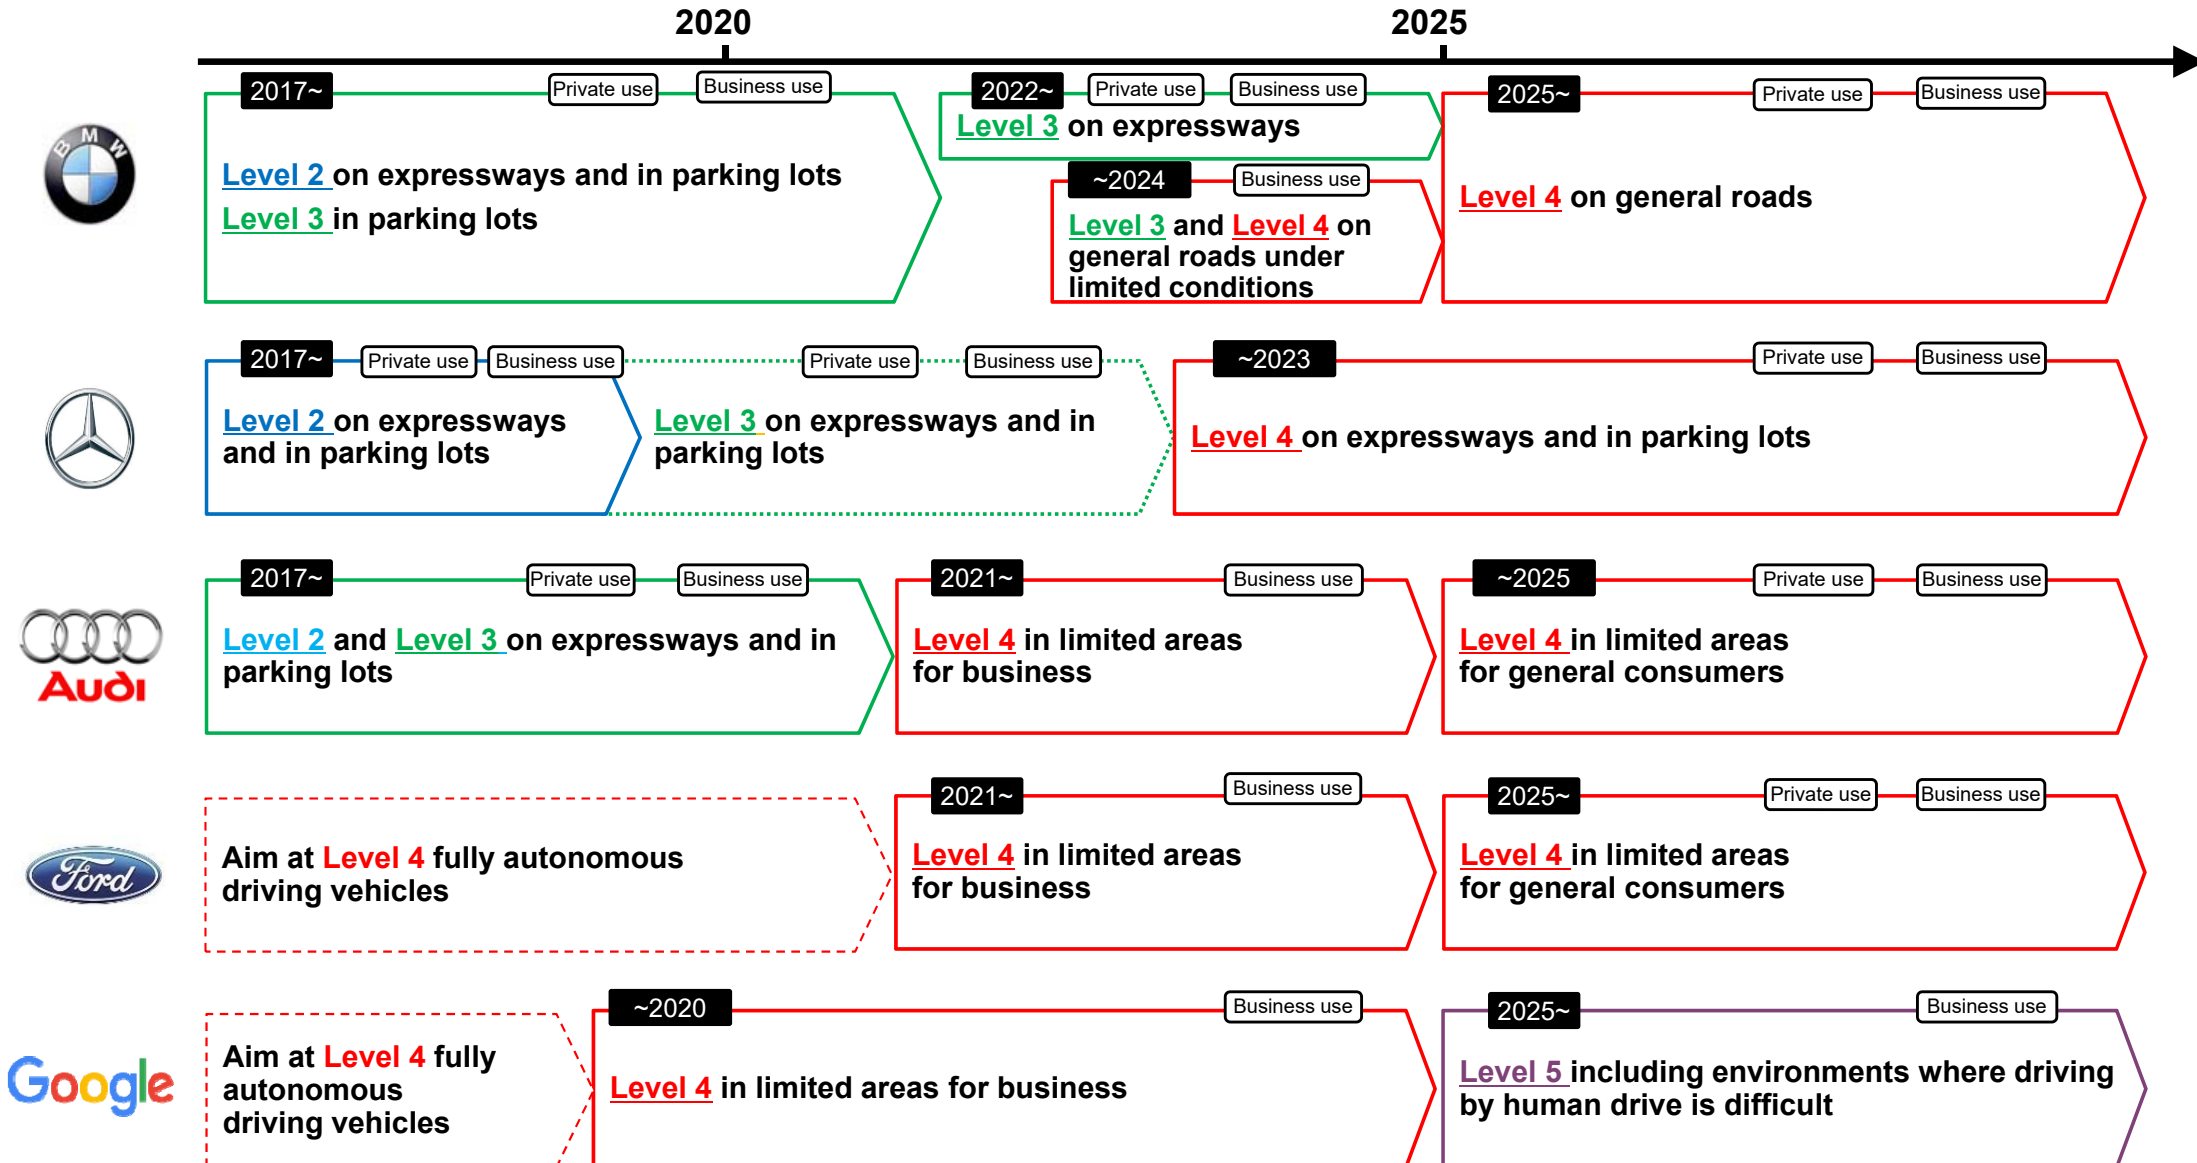 2020
2025
2017~
Private use
Business use
2022~
Private use
Business use
2025~
Private use
Business use
BMW
Level 2 on expressways and in parking lots
Level 3 in parking lots
Level 3 on expressways
~2024
Business use
Level 3 and Level 4 on
general roads under
limited conditions
Level 4 on general roads
2017~
Private use
Business use
Private use
Business use
~2023
Private use
Business use
Level 2 on expressways
and in parking lots
Level 3 on expressways and in
parking lots
Level 4 on expressways and in parking lots
2017~
Private use
Business use
2021~
Business use
~2025
Private use
Business use
Audi
Level 2 and Level 3 on expressways and in
parking lots
Level 4 in limited areas
for business
Level 4 in limited areas
for general consumers
2021~
Business use
2025~
Private use
Business use
Ford
Aim at Level 4 fully autonomous
driving vehicles
Level 4 in limited areas
for business
Level 4 in limited areas
for general consumers
~2020
Business use
2025~
Business use
Google
Aim at Level 4 fully
autonomous
driving vehicles
Level 4 in limited areas for business
Level 5 including environments where driving
by human drive is difficult